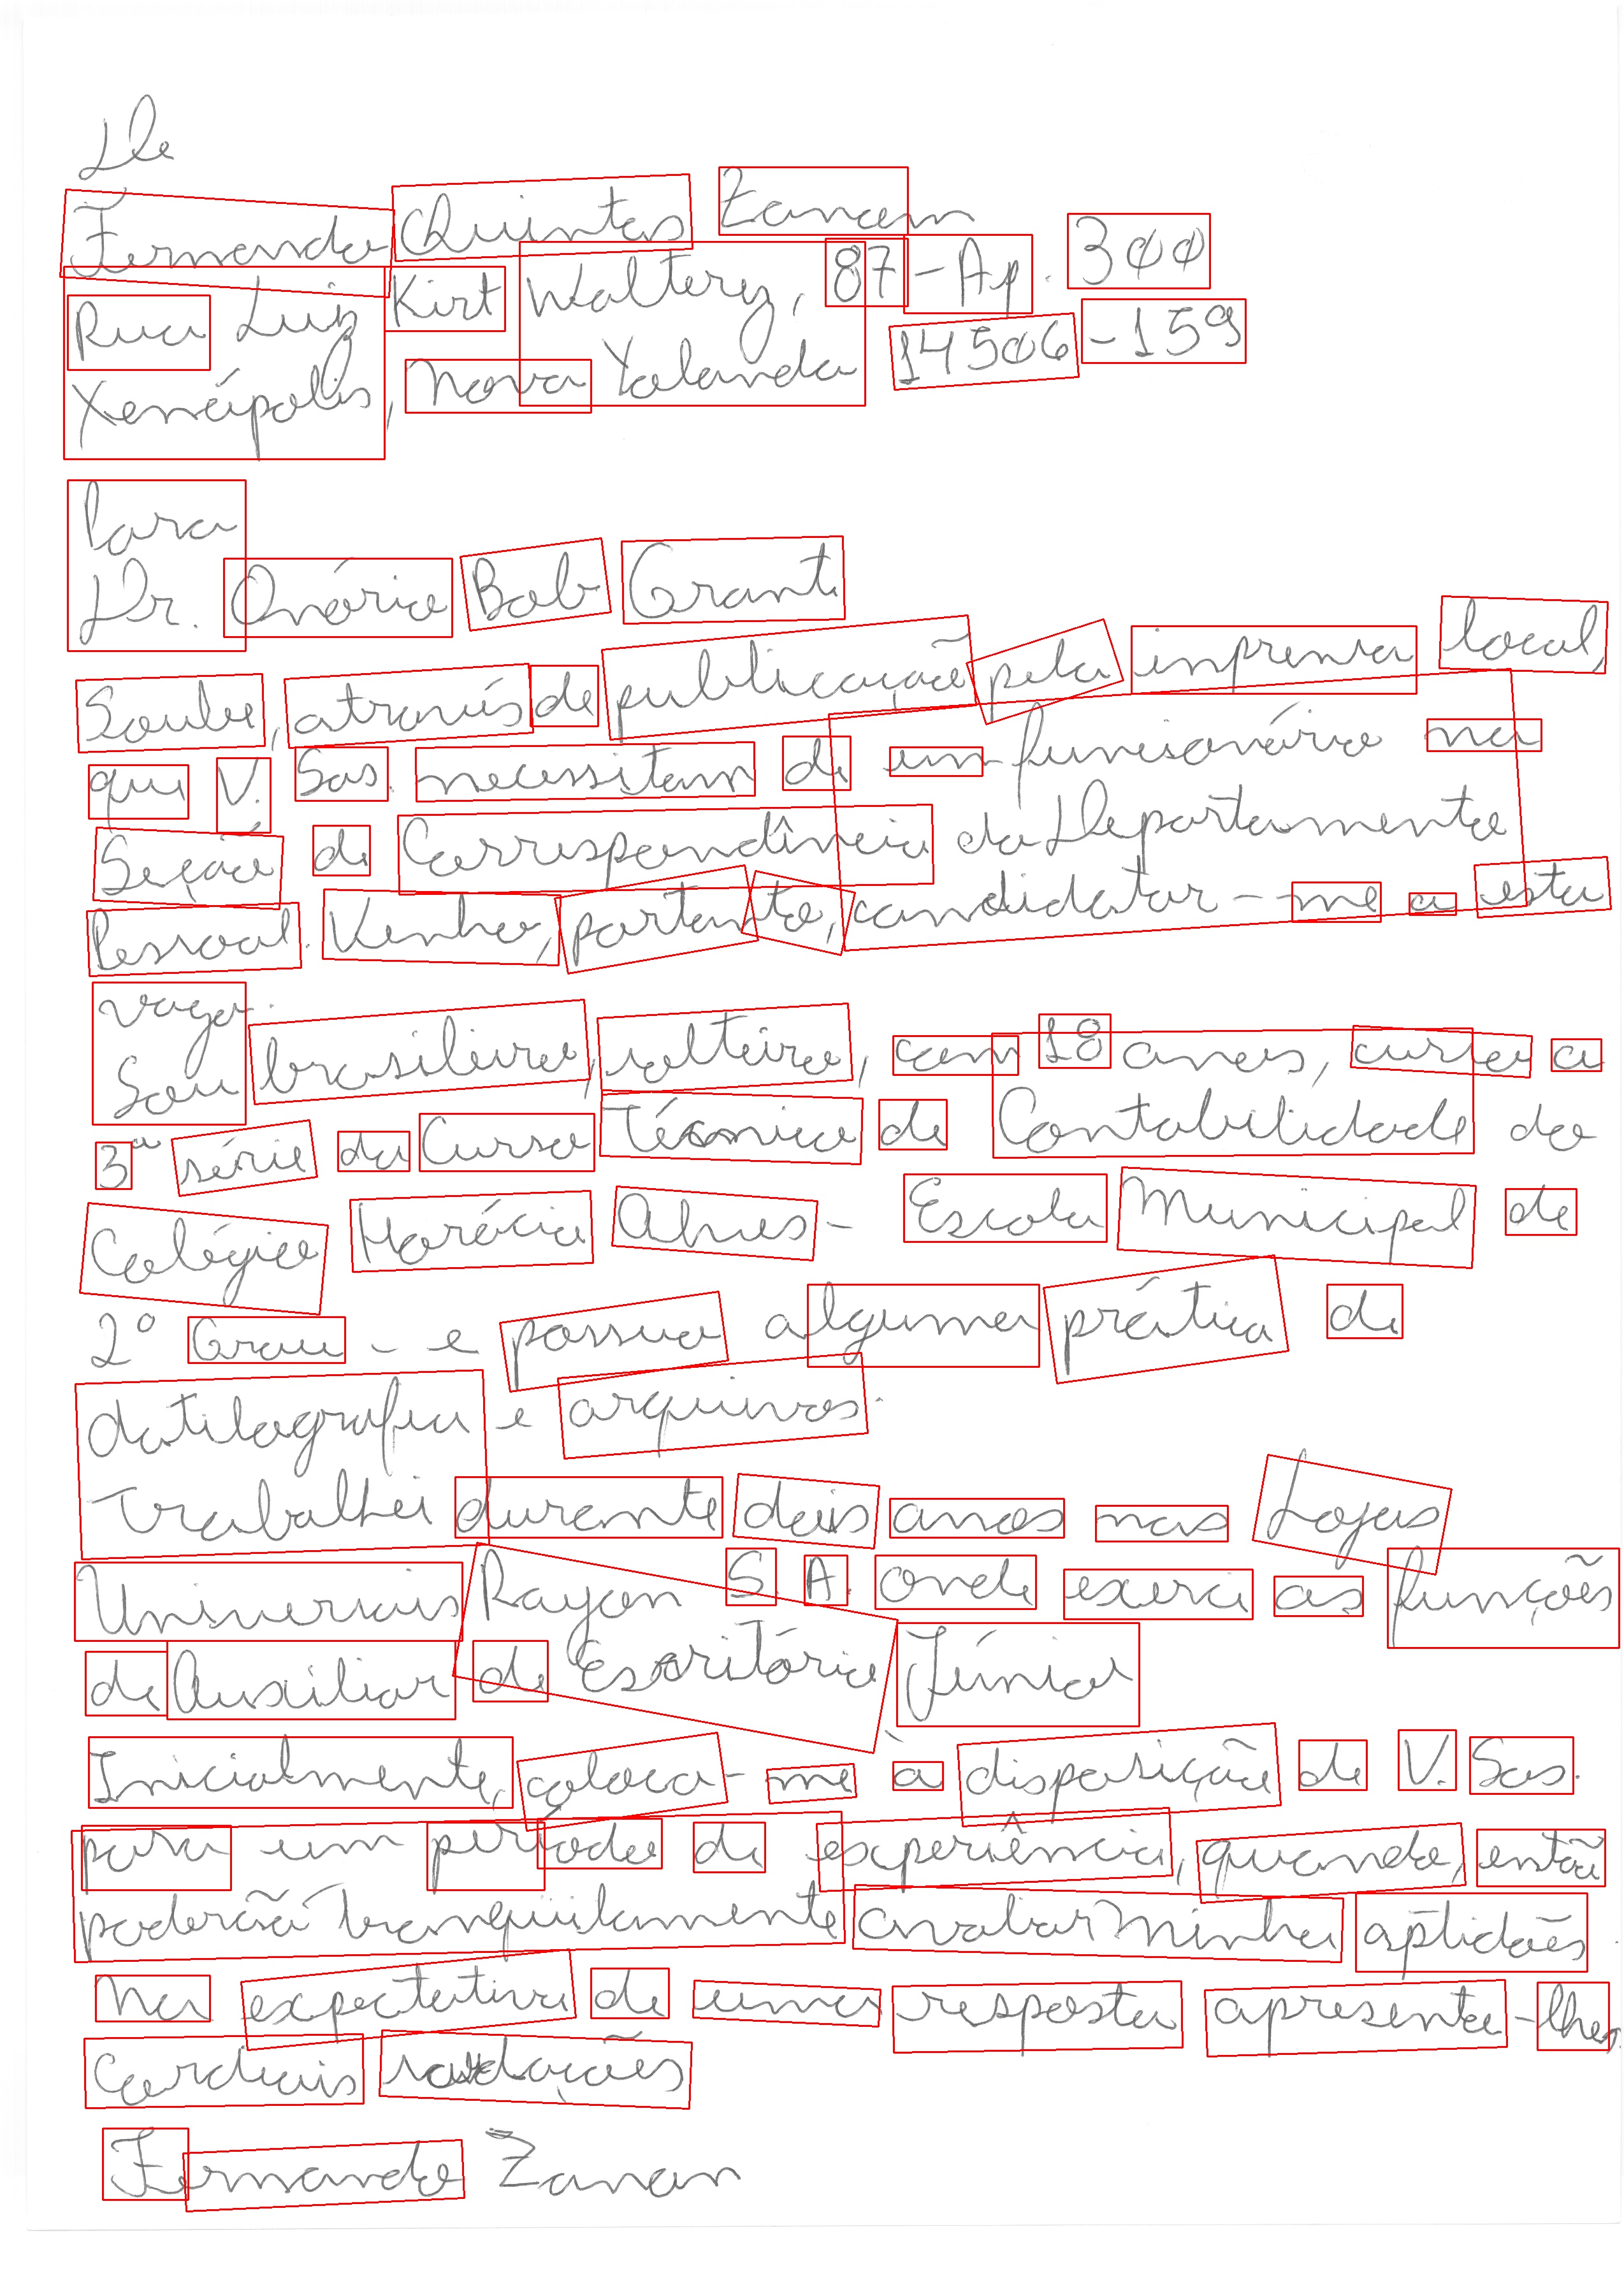 De
Fernando Quintas Zanam
Rua Luiz Kirt Walterz, 87 - Ap. 300
Xenápolis, Nova Yolanda 14506-159
Para
Dr. Onório Bob Grant
Soube, através de publicação pela imprensa local,
que V. Sas. necessitam de um funcionário na
Seção de Correspondência do Departamento
Pessoal. Venho, portanto, candidatar-me a esta
vaga.
Sou brasileiro, solteiro, com 18 anos, curso a
3ª série do Curso Técnico de Contabilidade do
Colégio Horácio Alves - Escola Municipal de
2º Grau - e possuo alguma prática de
datilografia e arquivos.
Trabalhei durante dois anos nas Lojas
Universais Rayon S. A. onde exerci as funções
de Auxiliar de Escritório Júnior
Inicialmente, coloco-me à disposição de V. Sas.
para um período de experiência, quando, então
poderão tranqüilamente avaliar minha aptidões.
Na expectativa de uma resposta apresento-lhes
Cordiais saudações
Fernando Zanan